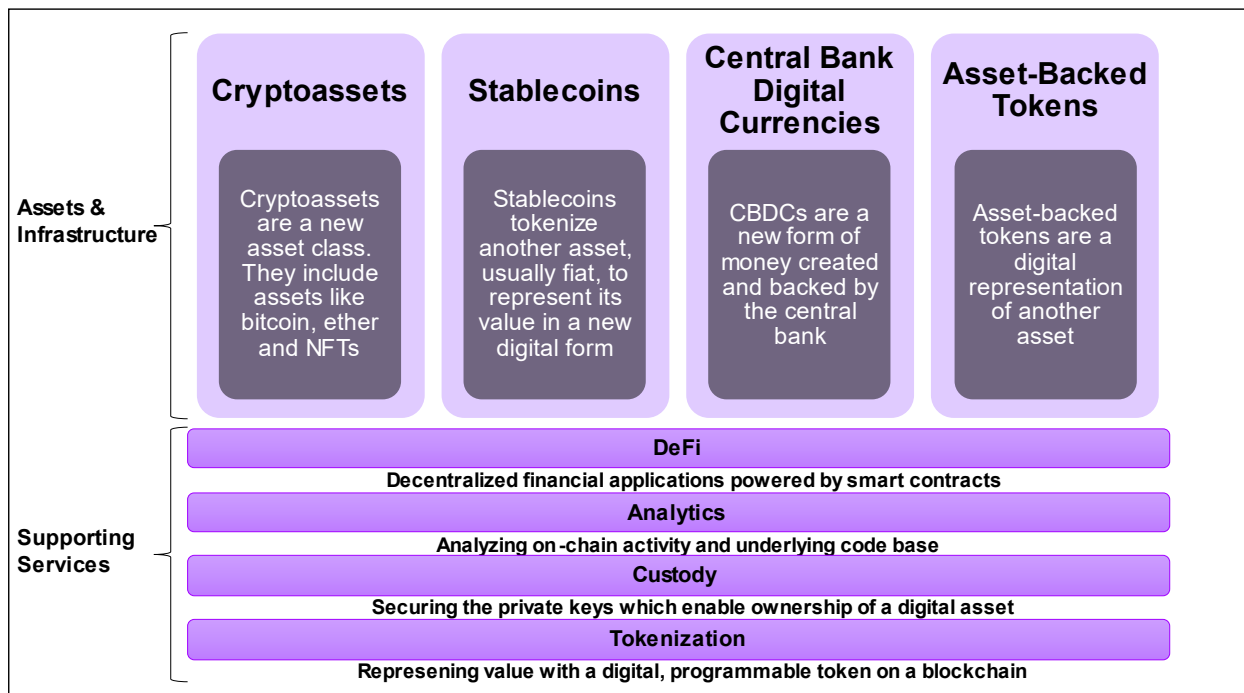 Assets &
Infrastructure
Cryptoassets
Cryptoassets
are a new
asset class.
They include
assets like
bitcoin, ether
and NFTs
Stablecoins
Stablecoins
tokenize
another asset,
usually fiat, to
represent its
value in a new
digital form
Central Bank
Digital
Currencies
CBDCs are a
new form of
money created
and backed by
the central
bank
Asset-Backed
Tokens
Asset-backed
tokens are a
digital
representation
of another
asset
Supporting
Services
DeFi
Decentralized financial applications powered by smart contracts
Analytics
Analyzing on-chain activity and underlying code base
Custody
Securing the private keys which enable ownership of a digital asset
Tokenization
Represening value with a digital, programmable token on a blockchain